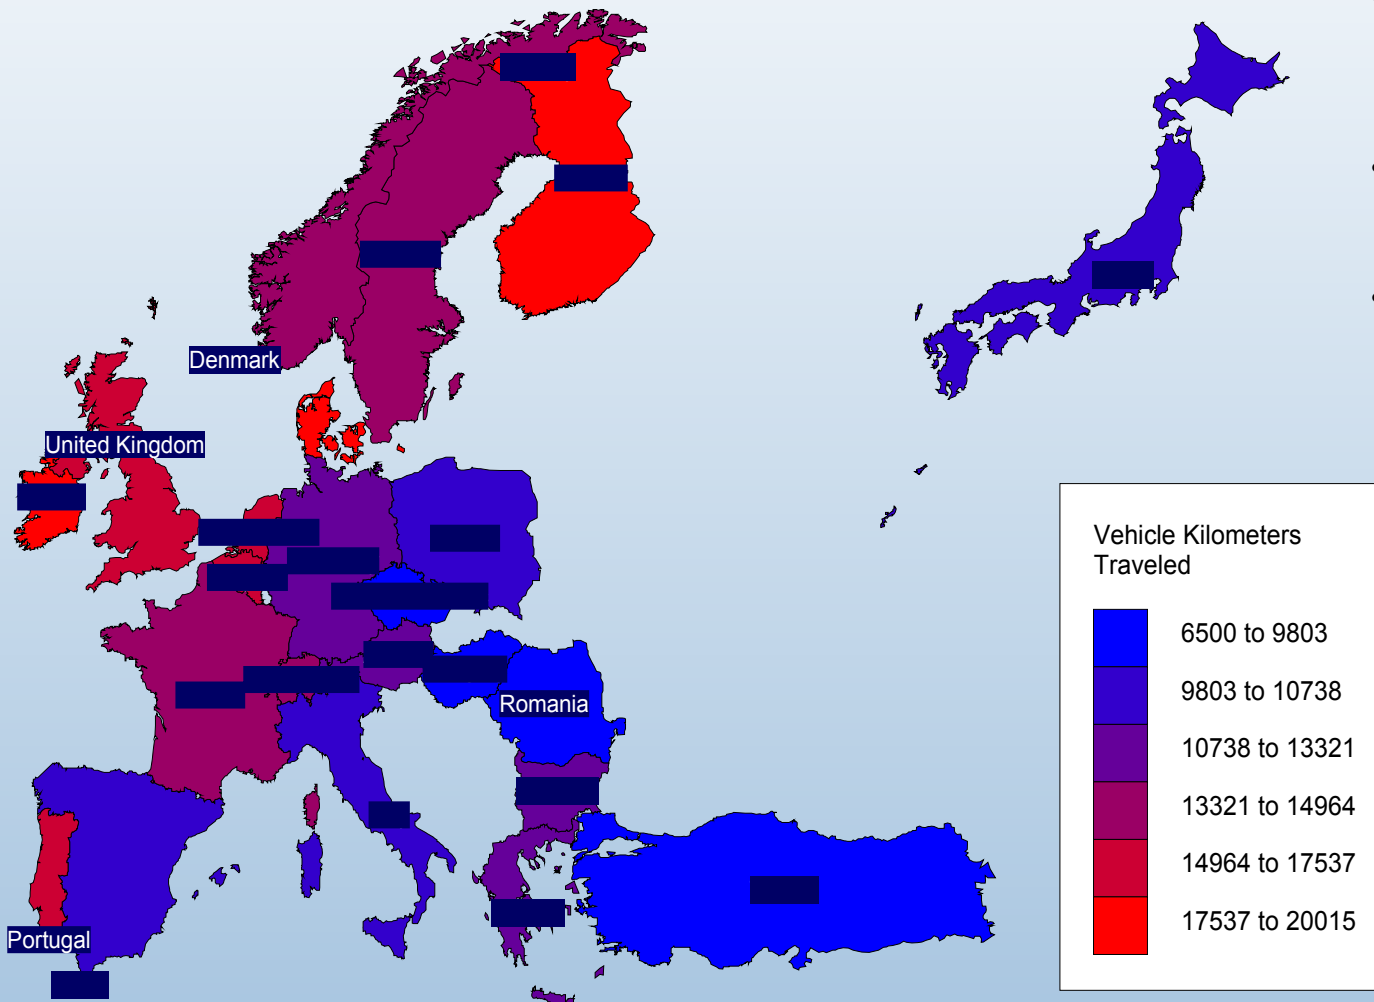 Denmark
United Kingdom
Romania
Portugal
Vehicle Kilometers
Traveled
6500 to 9803
9803 to 10738
10738 to 13321
13321 to 14964
14964 to 17537
17537 to 20015